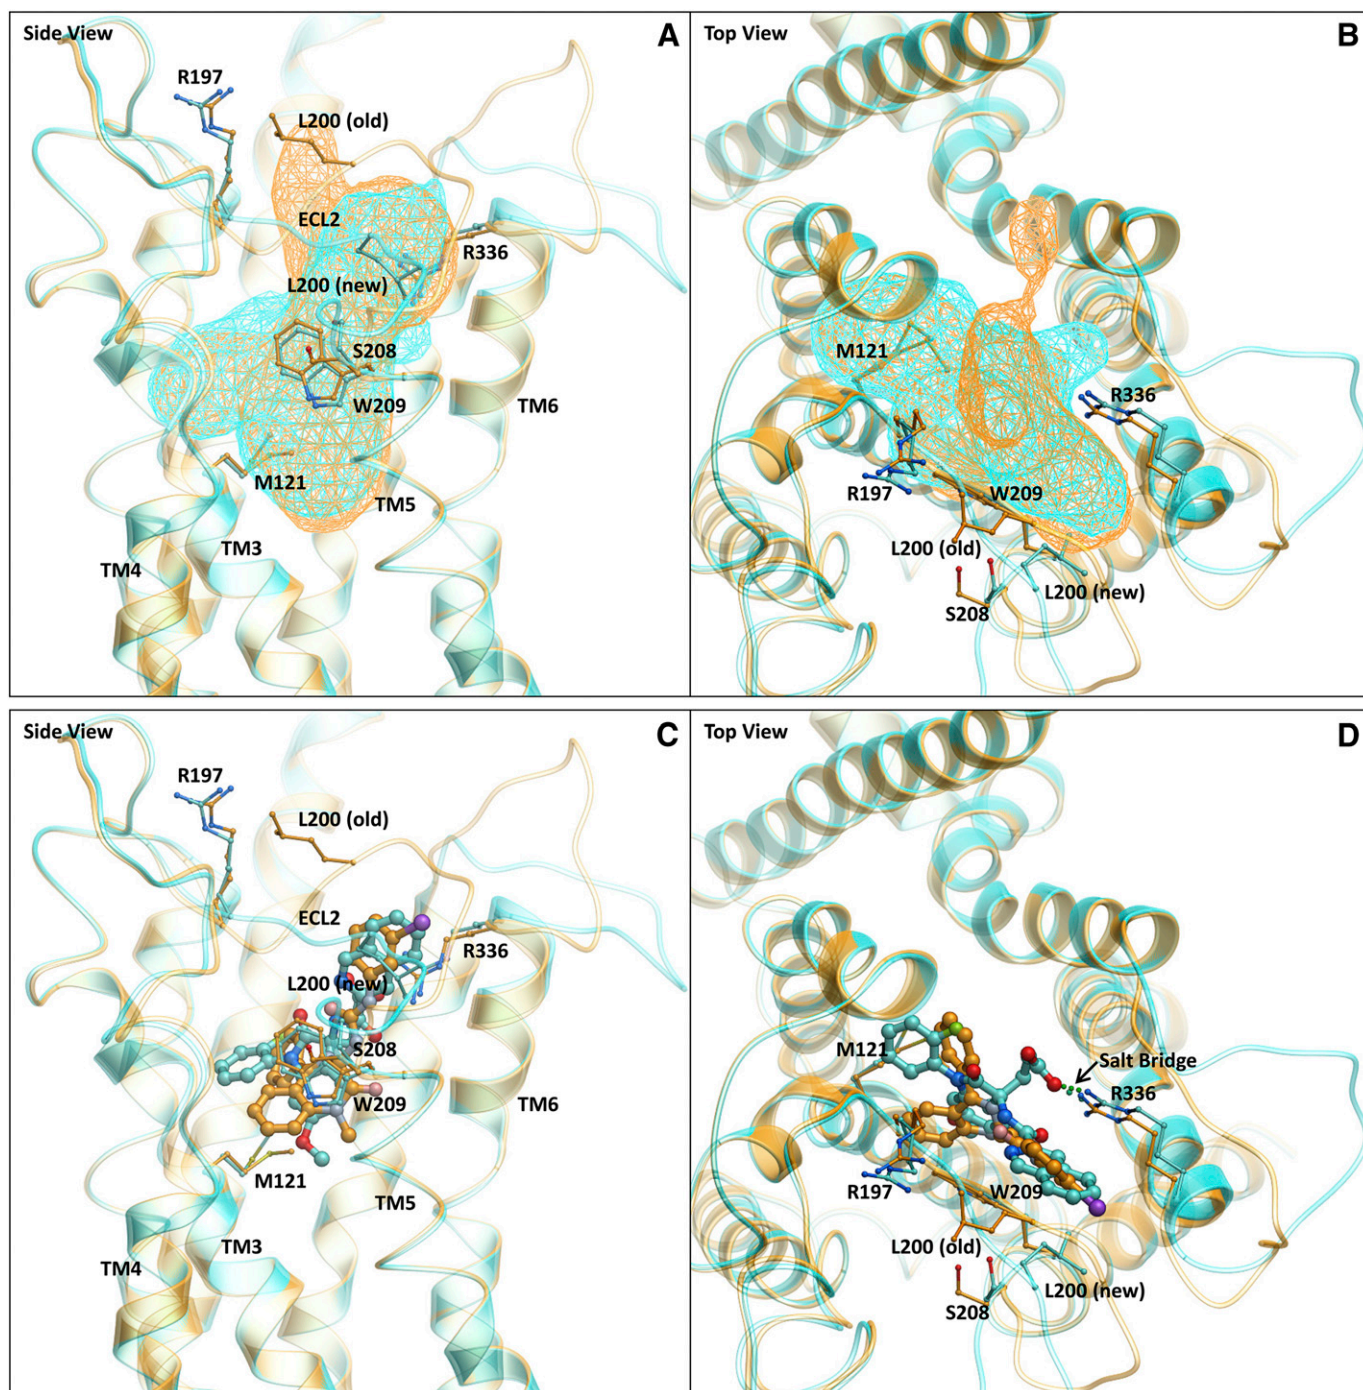 Side View
A
R197
L200 (old)
ECL2
R336
L200 (new)
S208
W209
TM6
M121
TM5
TM3
TM4
Top View
B
M121
R336
R197
W209
L200 (old)
L200 (new)
S208
Side View
C
R197
L200 (old)
ECL2
R336
L200 (new)
S208
W209
TM6
M121
TM5
TM3
TM4
Top View
D
M121
Salt Bridge
R336
R197
W209
L200 (old)
L200 (new)
S208